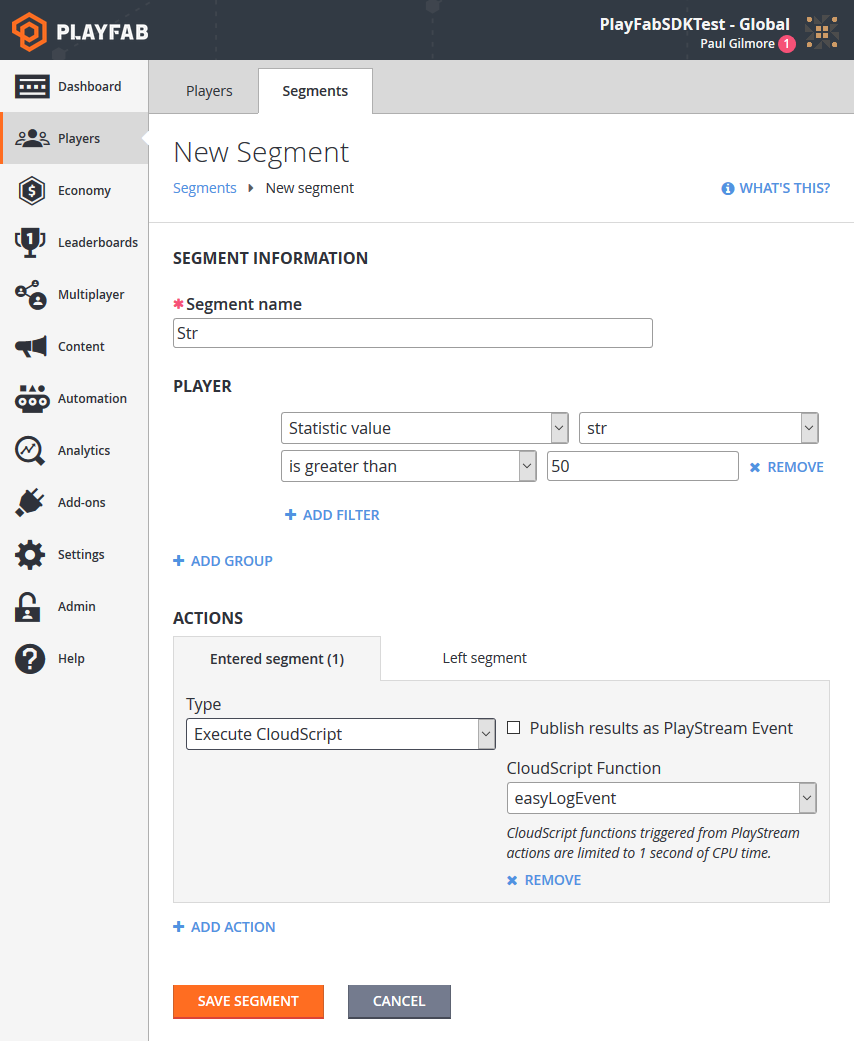 PLAYFAB
PlayFabSDKTest - Global
Paul Gilmore 1
Dashboard
Players
Economy
Leaderboards
Multiplayer
Content
Automation
Analytics
Add-ons
Settings
Admin
Help
Players
Segments
New Segment
Segments New segment
WHAT'S THIS?
SEGMENT INFORMATION
*Segment name
Str
PLAYER
Statistic value str
is greater than 50 REMOVE
ADD FILTER
ADD GROUP
ACTIONS
Entered segment (1) Left segment
Type
Execute CloudScript
Publish results as PlayStream Event
CloudScript Function
easyLogEvent
CloudScript functions triggered from PlayStream
actions are limited to 1 second of CPU time.
REMOVE
ADD ACTION
SAVE SEGMENT CANCEL